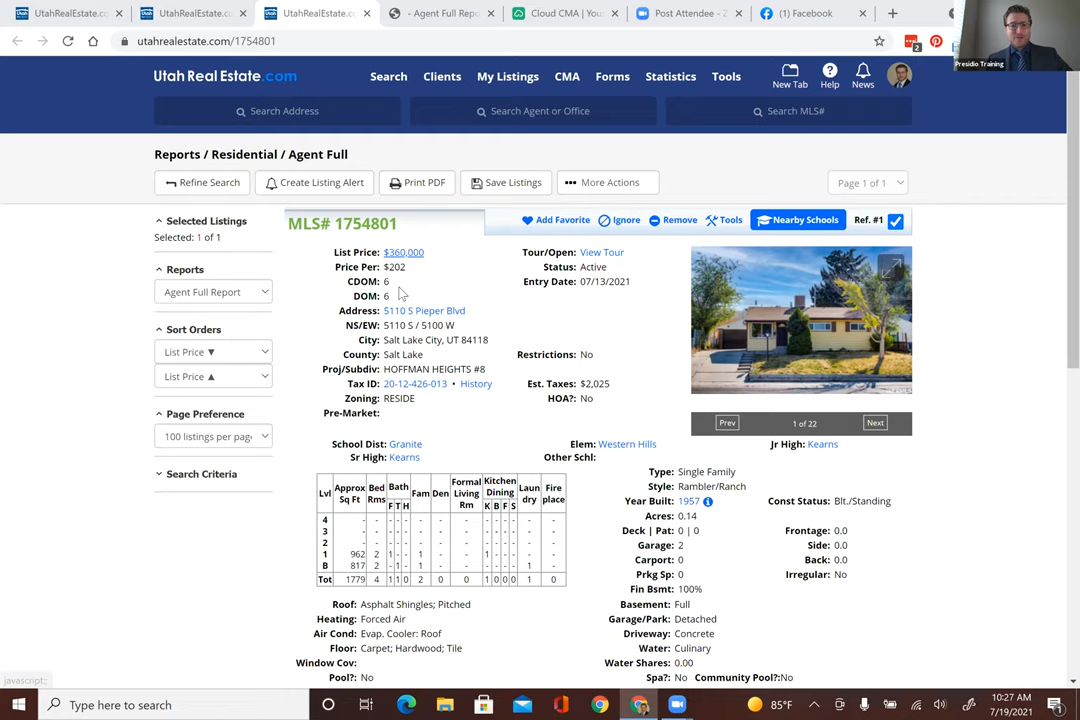 UtahRealEstate.co
UtahRealEstate.co
UtahRealEstate.co
- Agent Full Repo
Cloud CMA | You
Post Attendee - Z
(1) Facebook
utahrealestate.com/1754801
2
Presidio Training
UtahRealEstate.com
Search Clients My Listings CMA Forms Statistics Tools
New Tab Help News
Search Address
Search Agent or Office
Search MLS#
Reports / Residential / Agent Full
Refine Search
Create Listing Alert
Print PDF
Save Listings
More Actions
Page 1 of 1
Selected Listings
Selected: 1 of 1
Reports
Agent Full Report
Sort Orders
List Price ▼
List Price ▲
Page Preference
100 listings per page
Search Criteria
MLS# 1754801
Add Favorite Ignore Remove Tools Nearby Schools Ref. #1
List Price: $360,000
Price Per: $202
CDOM: 6
DOM: 6
Address: 5110 S Pieper Blvd
NS/EW: 5110 S / 5100 W
City: Salt Lake City, UT 84118
County: Salt Lake
Proj/Subdiv: HOFFMAN HEIGHTS #8
Tax ID: 20-12-426-013 • History
Zoning: RESIDE
Pre-Market:
Tour/Open: View Tour
Status: Active
Entry Date: 07/13/2021
Restrictions: No
Est. Taxes: $2,025
HOA?: No
Prev 1 of 22 Next
School Dist: Granite Elem: Western Hills Jr High: Kearns
Sr High: Kearns Other Schl:
Lvl Approx Sq Ft Bed Rms Bath F T H Fam Den Formal Living Rm Kitchen Dining K B F S Laun dry Fire place
4 - - - - - - - - - - - - - -
3 - - - - - - - - - - - - - -
2 - - - - - - - - - - - - - -
1 962 2 1 - - 1 - - 1 - - - - -
B 817 2 - 1 - 1 - - - - - - 1 -
Tot 1779 4 1 1 0 2 0 0 1 0 0 0 1 0
Type: Single Family
Style: Rambler/Ranch
Year Built: 1957
Acres: 0.14
Deck | Pat: 0 | 0
Garage: 2
Carport: 0
Prkg Sp: 0
Fin Bsmt: 100%
Basement: Full
Garage/Park: Detached
Driveway: Concrete
Water: Culinary
Water Shares: 0.00
Spa?: No Community Pool?:No
Const Status: Blt./Standing
Frontage: 0.0
Side: 0.0
Back: 0.0
Irregular: No
Roof: Asphalt Shingles; Pitched
Heating: Forced Air
Air Cond: Evap. Cooler: Roof
Floor: Carpet; Hardwood; Tile
Window Cov:
Pool?: No
javascript:;
Type here to search
85°F
10:27 AM
7/19/2021
1